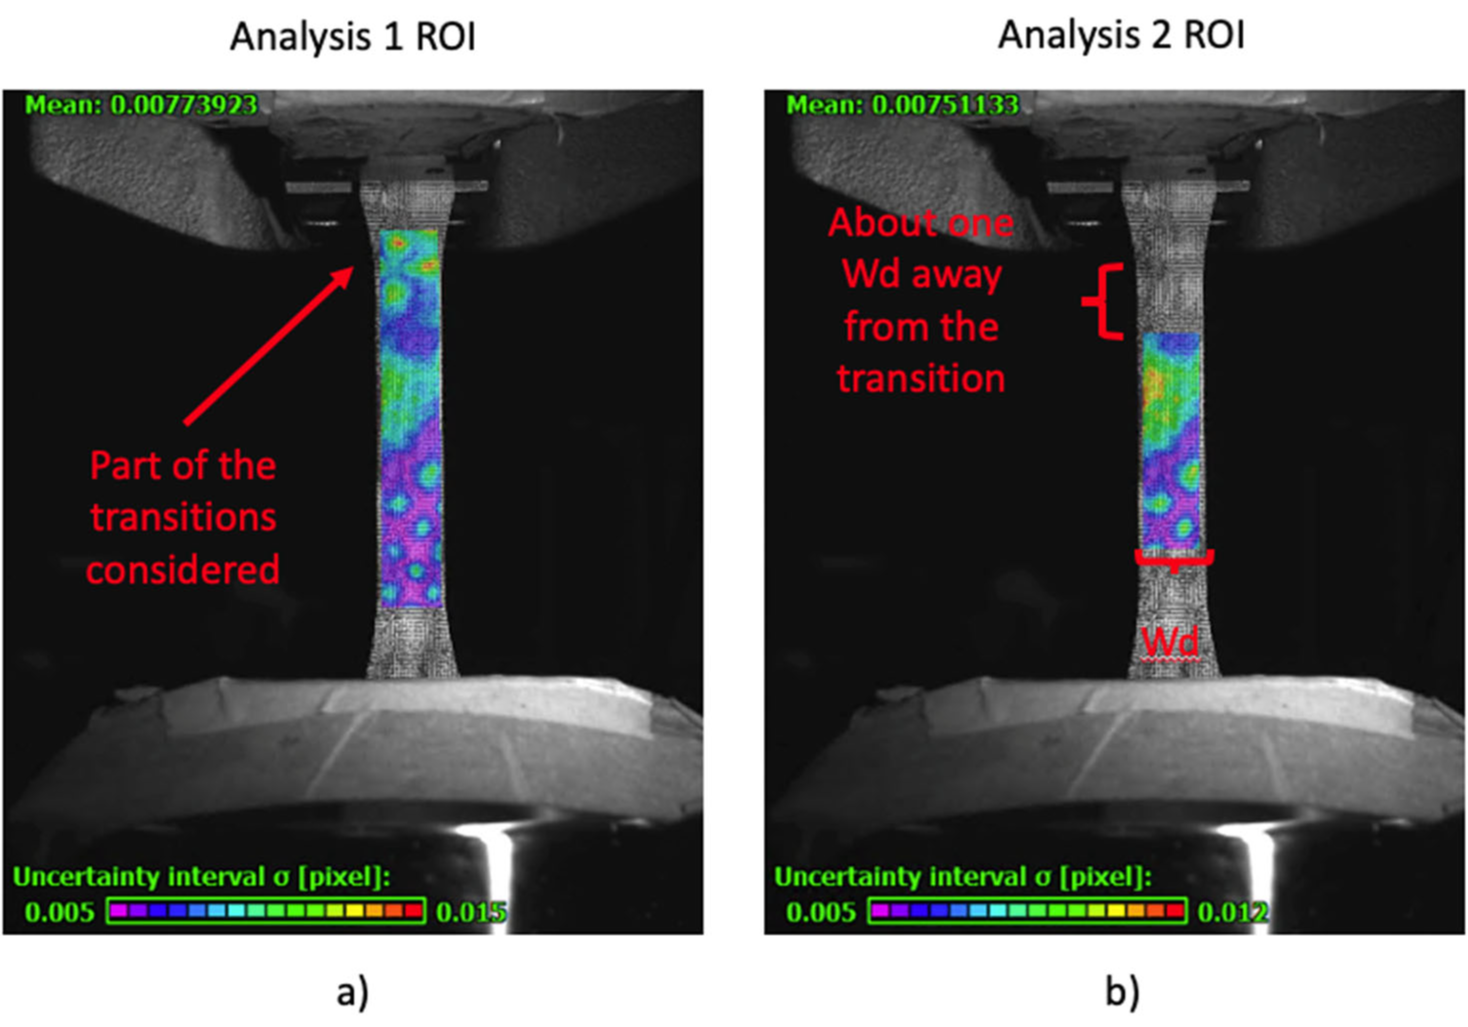 Analysis 1 ROI
Analysis 2 ROI
Mean: 0.00773923
Part of the
transitions
considered
Uncertainty interval σ [pixel]:
0.005 0.015
a)
Mean: 0.00751133
About one
Wd away
from the
transition
Wd
Uncertainty interval σ [pixel]:
0.005 0.012
b)